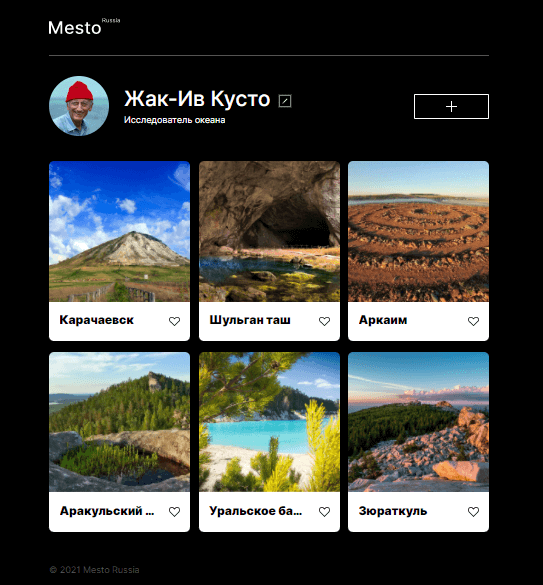 Mesto Russia
Жак-Ив Кусто
Исследователь океана
Карачаевск
Шульган таш
Аркаим
Аракульский ...
Уральское ба...
Зюраткуль
© 2021 Mesto Russia